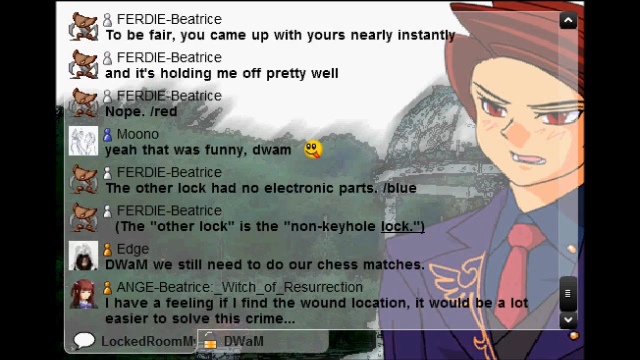 FERDIE-Beatrice
To be fair, you came up with yours nearly instantly
FERDIE-Beatrice
and it's holding me off pretty well
FERDIE-Beatrice
Nope. /red
Moono
yeah that was funny, dwam
FERDIE-Beatrice
The other lock had no electronic parts. /blue
FERDIE-Beatrice
(The "other lock" is the "non-keyhole lock.")
Edge
DWaM we still need to do our chess matches.
ANGE-Beatrice:_Witch_of_Resurrection
I have a feeling if I find the wound location, it would be a lot
easier to solve this crime...
LockedRoomM
DWaM